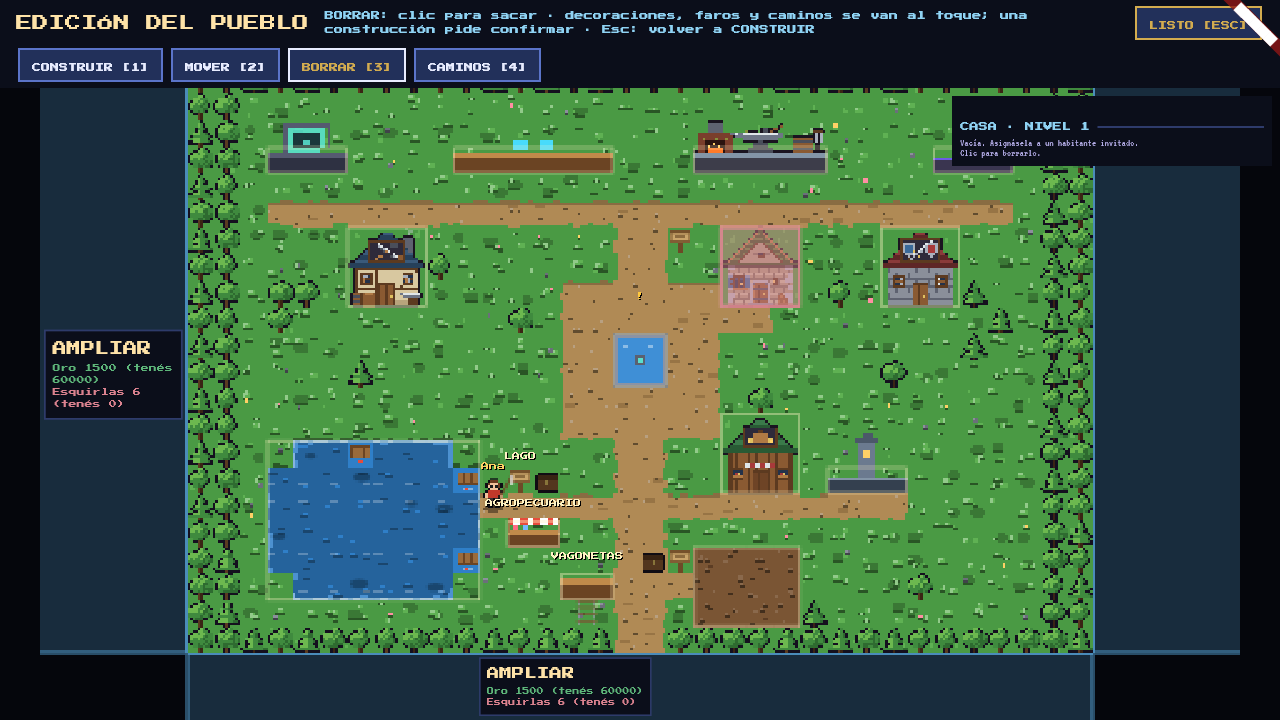 EDICIÓN DEL PUEBLO
BORRAR: clic para sacar · decoraciones, faros y caminos se van al toque; una
construcción pide confirmar · Esc: volver a CONSTRUIR
LISTO [ESC]
CONSTRUIR [1]
MOVER [2]
BORRAR [3]
CAMINOS [4]
CASA · NIVEL 1
Vacía. Asignásela a un habitante invitado.
Clic para borrarlo.
AMPLIAR
Oro 1500 (tenés
60000)
Esquirlas 6
(tenés 0)
LAGO
Ana
AGROPECUARIO
VAGONETAS
AMPLIAR
Oro 1500 (tenés 60000)
Esquirlas 6 (tenés 0)